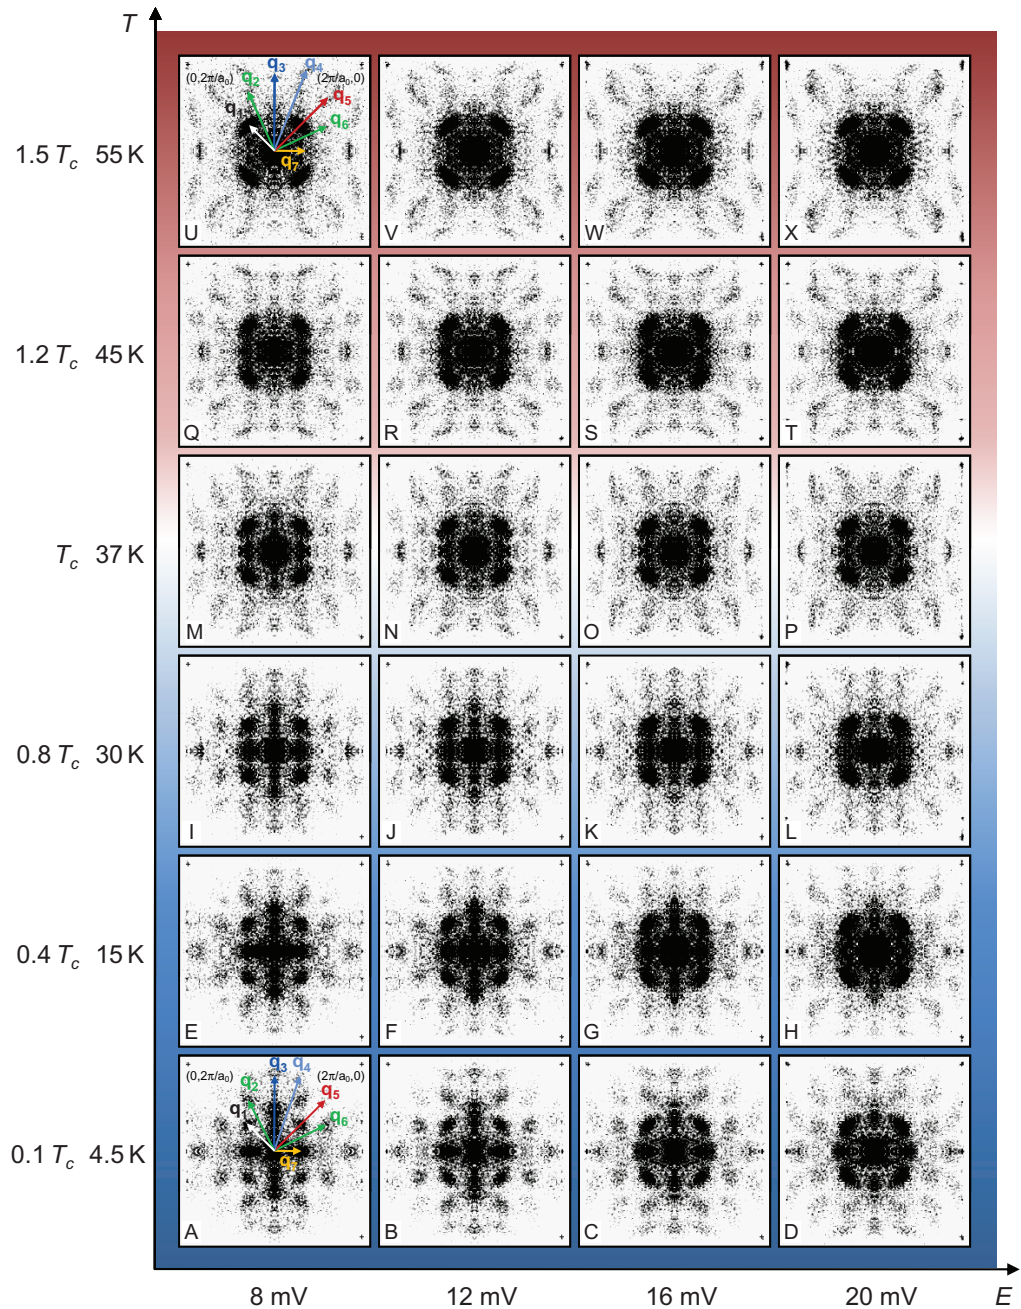 T
(0,2π/a₀) q₂ q₃ q₄ (2π/a₀,0)
q₁ q₅
q₆
q₇
1.5 Tc 55 K
U V W X
1.2 Tc 45 K
Q R S T
Tc 37 K
M N O P
0.8 Tc 30 K
I J K L
0.4 Tc 15 K
E F G H
(0,2π/a₀) q₂ q₃ q₄ (2π/a₀,0)
q₁ q₅
q₆
q₇
0.1 Tc 4.5 K
A B C D
8 mV 12 mV 16 mV 20 mV E